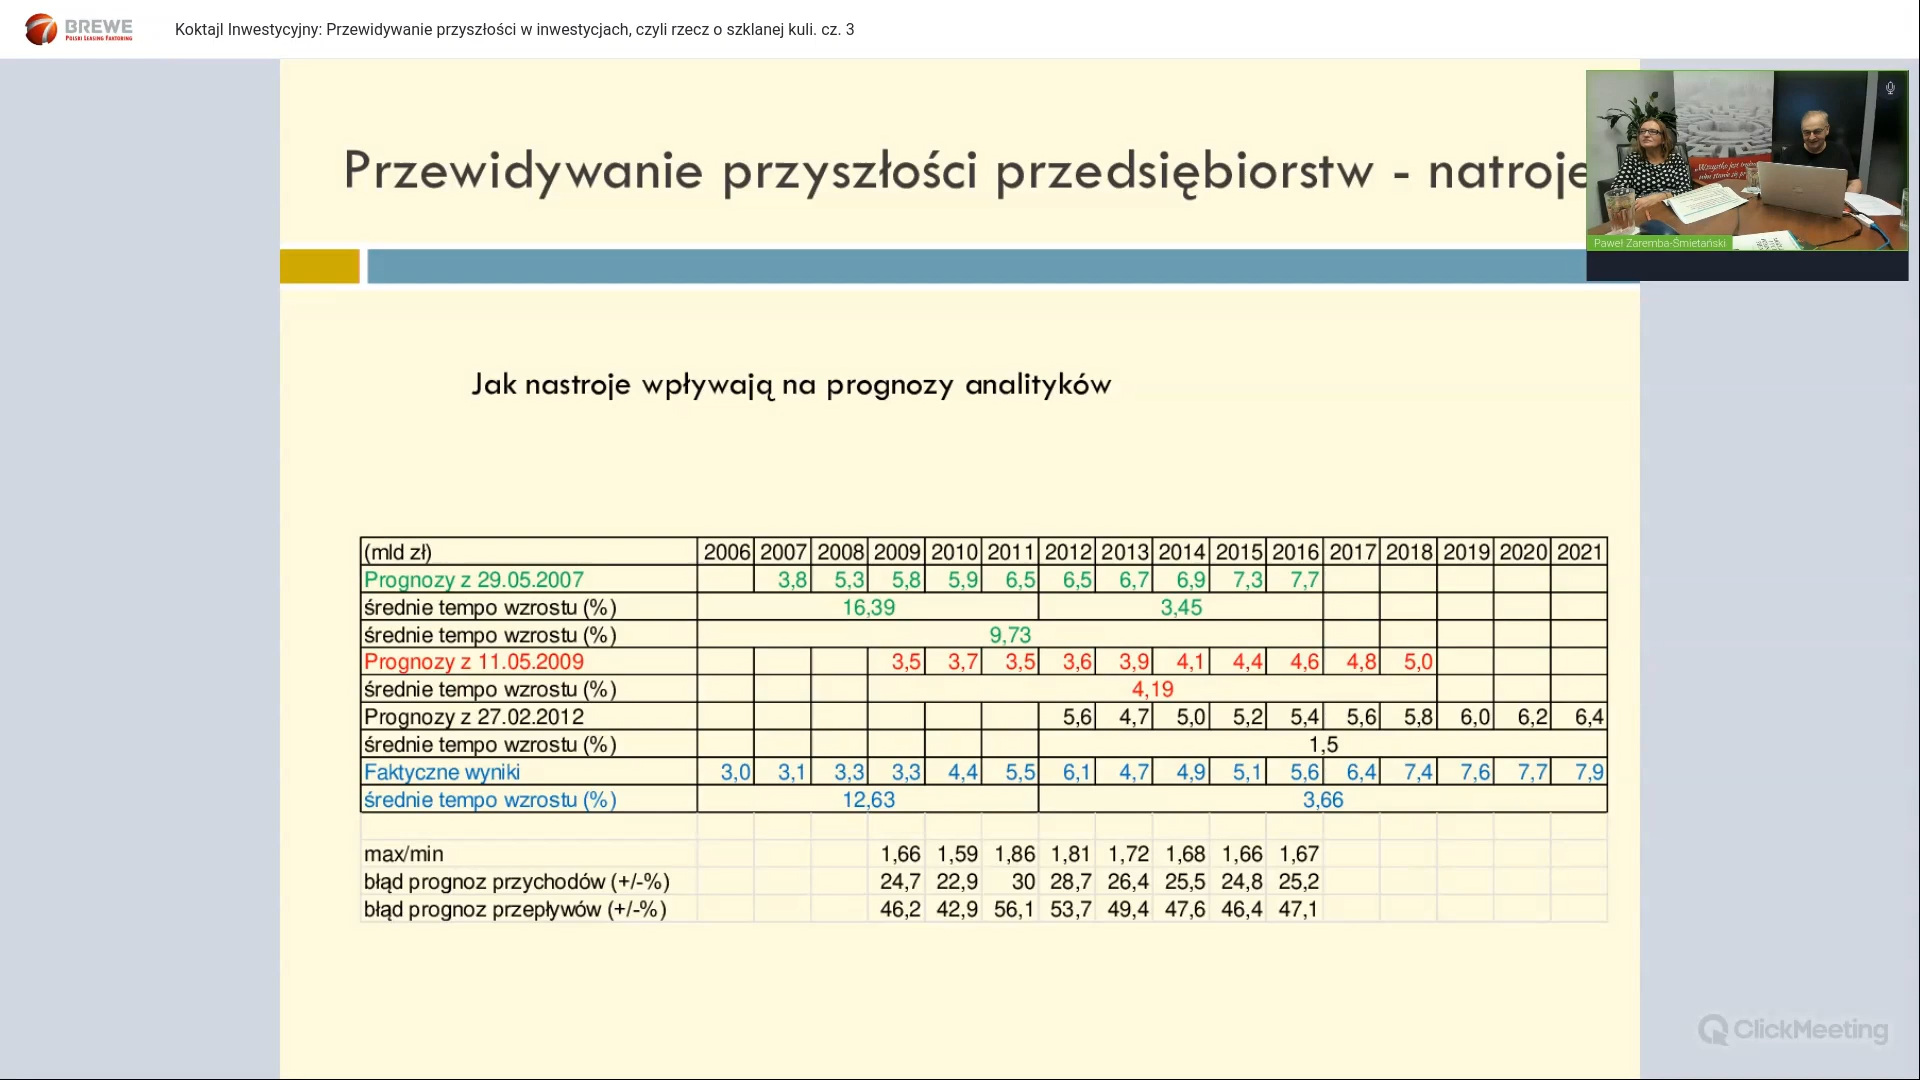 BREWE
POLSKI LEASING FAKTORING
Koktajl Inwestycyjny: Przewidywanie przyszłości w inwestycjach, czyli rzecz o szklanej kuli. cz. 3
Przewidywanie przyszłości przedsiębiorstw - natroje
Paweł Zaremba-Śmietański
Jak nastroje wpływają na prognozy analityków
(mld zł) 2006 2007 2008 2009 2010 2011 2012 2013 2014 2015 2016 2017 2018 2019 2020 2021
Prognozy z 29.05.2007 3,8 5,3 5,8 5,9 6,5 6,5 6,7 6,9 7,3 7,7
średnie tempo wzrostu (%) 16,39 3,45
średnie tempo wzrostu (%) 9,73
Prognozy z 11.05.2009 3,5 3,7 3,5 3,6 3,9 4,1 4,4 4,6 4,8 5,0
średnie tempo wzrostu (%) 4,19
Prognozy z 27.02.2012 5,6 4,7 5,0 5,2 5,4 5,6 5,8 6,0 6,2 6,4
średnie tempo wzrostu (%) 1,5
Faktyczne wyniki 3,0 3,1 3,3 3,3 4,4 5,5 6,1 4,7 4,9 5,1 5,6 6,4 7,4 7,6 7,7 7,9
średnie tempo wzrostu (%) 12,63 3,66
max/min 1,66 1,59 1,86 1,81 1,72 1,68 1,66 1,67
błąd prognoz przychodów (+/-%) 24,7 22,9 30 28,7 26,4 25,5 24,8 25,2
błąd prognoz przepływów (+/-%) 46,2 42,9 56,1 53,7 49,4 47,6 46,4 47,1
ClickMeeting